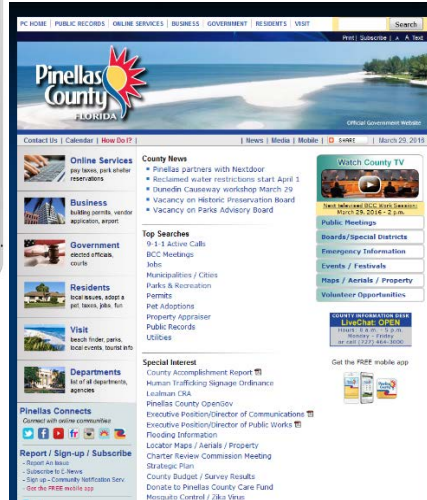 PC HOME | PUBLIC RECORDS | ONLINE SERVICES | BUSINESS | GOVERNMENT | RESIDENTS | VISIT
Search
Print | Subscribe | A A Text
Pinellas
County
FLORIDA
Official Government Website
Contact Us | Calendar | How Do I? | | News | Media | Mobile | SHARE | March 29, 2016
Online Services
pay taxes, park shelter
reservations
Business
building permits, vendor
application, airport
Government
elected officials,
courts
Residents
local issues, adopt a
pet, taxes, jobs, fun
Visit
beach finder, parks,
local events, tourist info
Departments
list of all departments,
agencies
Pinellas Connects
Connect with online communities
Report / Sign-up / Subscribe
- Report An Issue
- Subscribe to E-News
- Sign up - Community Notification Serv.
- Get the FREE mobile app
County News
Pinellas partners with Nextdoor
Reclaimed water restrictions start April 1
Dunedin Causeway workshop March 29
Vacancy on Historic Preservation Board
Vacancy on Parks Advisory Board
Top Searches
9-1-1 Active Calls
BCC Meetings
Jobs
Municipalities / Cities
Parks & Recreation
Permits
Pet Adoptions
Property Appraiser
Public Records
Utilities
Special Interest
County Accomplishment Report
Human Trafficking Signage Ordinance
Lealman CRA
Pinellas County OpenGov
Executive Position/Director of Communications
Executive Position/Director of Public Works
Flooding Information
Locator Maps / Aerials / Property
Charter Review Commission Meeting
Strategic Plan
County Budget / Survey Results
Donate to Pinellas County Care Fund
Mosquito Control / Zika Virus
Watch County TV
Next televised BCC Work Session:
March 29, 2016 - 2 p.m.
Public Meetings
Boards/Special Districts
Emergency Information
Events / Festivals
Maps / Aerials / Property
Volunteer Opportunities
COUNTY INFORMATION DESK
LiveChat: OPEN
Hours: 8 a.m. - 5 p.m.
Monday - Friday
or call (727) 464-3000
Get the FREE mobile app